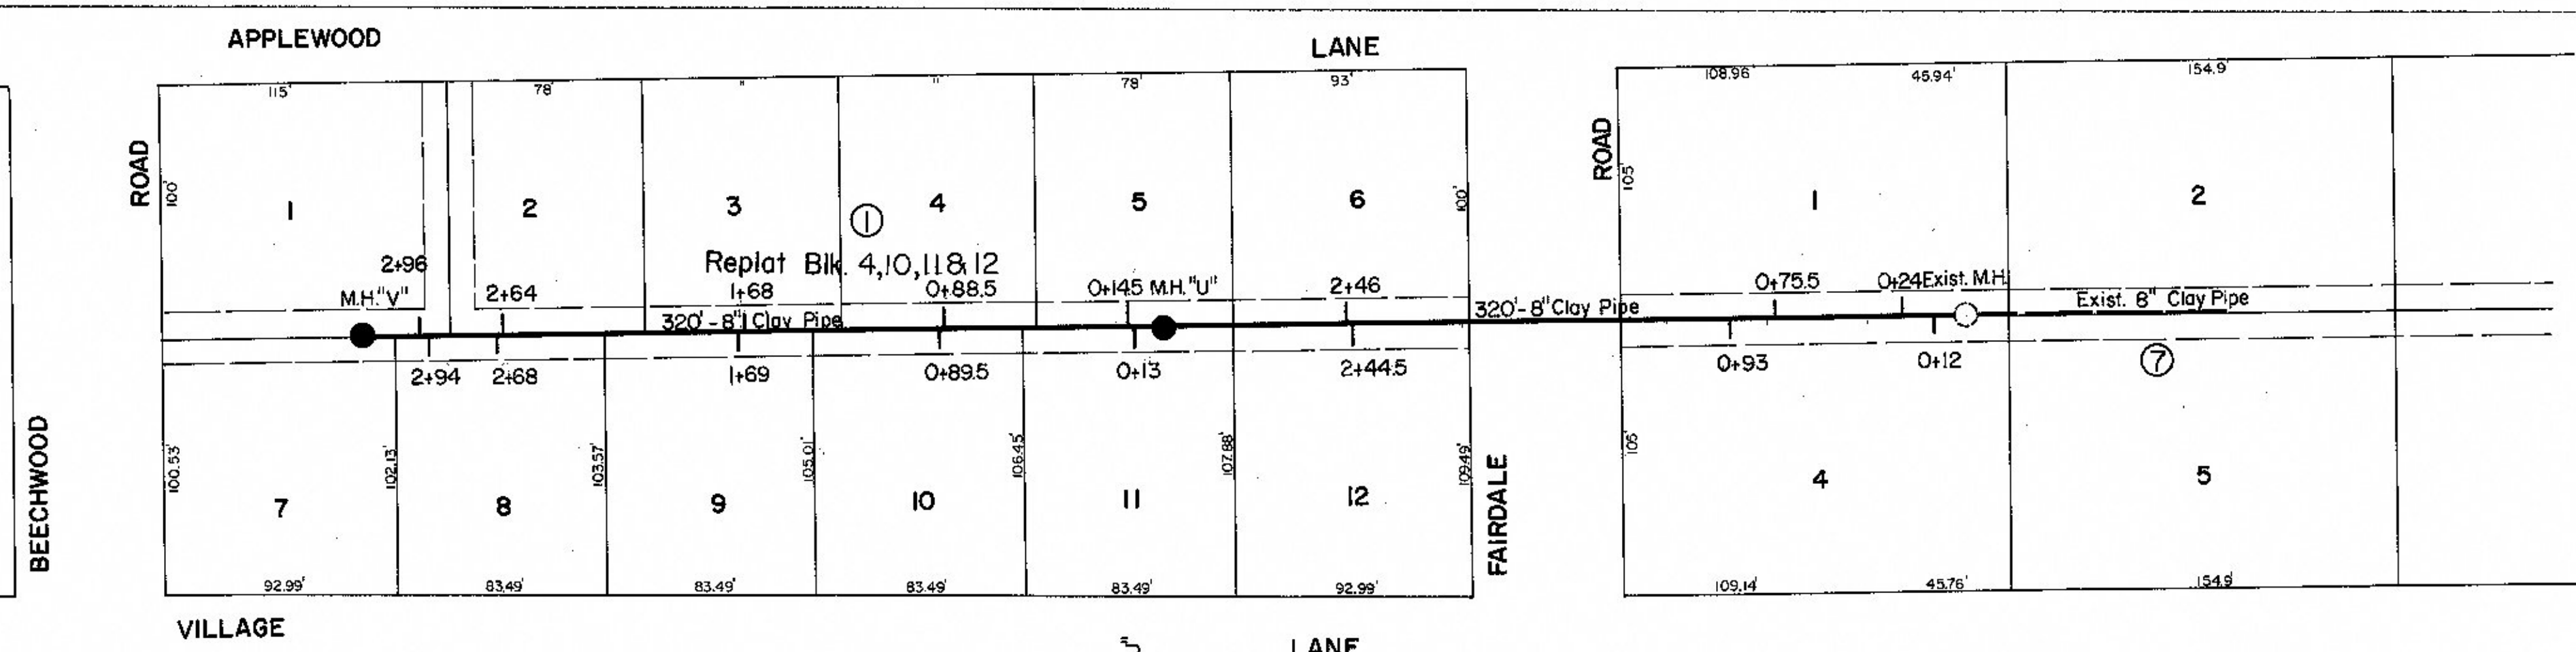 APPLEWOOD LANE
115' 78' " " 78' 93' 108.96' 45.94' 154.9'
ROAD ROAD
100' 100' 105'
1 2 3 4 5 6 1 2
①
Replat Blk. 4,10,11&12
2+96
M.H."V" 2+64 1+68 0+88.5 0+14.5 M.H."U" 2+46 0+75.5 0+24 Exist. M.H.
320'-8" Clay Pipe 320'-8" Clay Pipe Exist. 8" Clay Pipe
2+94 2+68 1+69 0+89.5 0+13 2+44.5 0+93 0+12 ⑦
100.53' 102.13' 103.57' 105.01' 106.45' 107.88' 109.49' 105'
7 8 9 10 11 12 4 5
BEECHWOOD FAIRDALE
92.99' 83.49' 83.49' 83.49' 83.49' 92.99' 109.14' 45.76' 154.9'
VILLAGE LANE